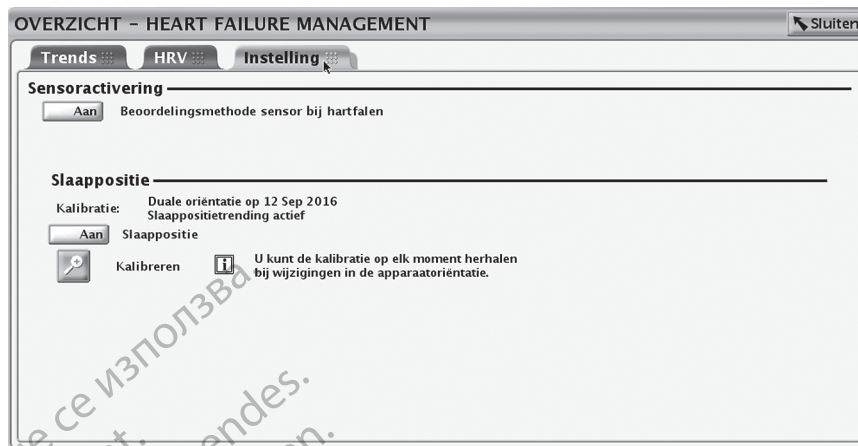 OVERZICHT - HEART FAILURE MANAGEMENT
Sluiten
Trends HRV Instelling
Sensoractivering
Aan Beoordelingsmethode sensor bij hartfalen
Slaappositie
Kalibratie: Duale oriëntatie op 12 Sep 2016
Slaappositietrending actief
Aan Slaappositie
Kalibreren i U kunt de kalibratie op elk moment herhalen
bij wijzigingen in de apparaatoriëntatie.
се използва